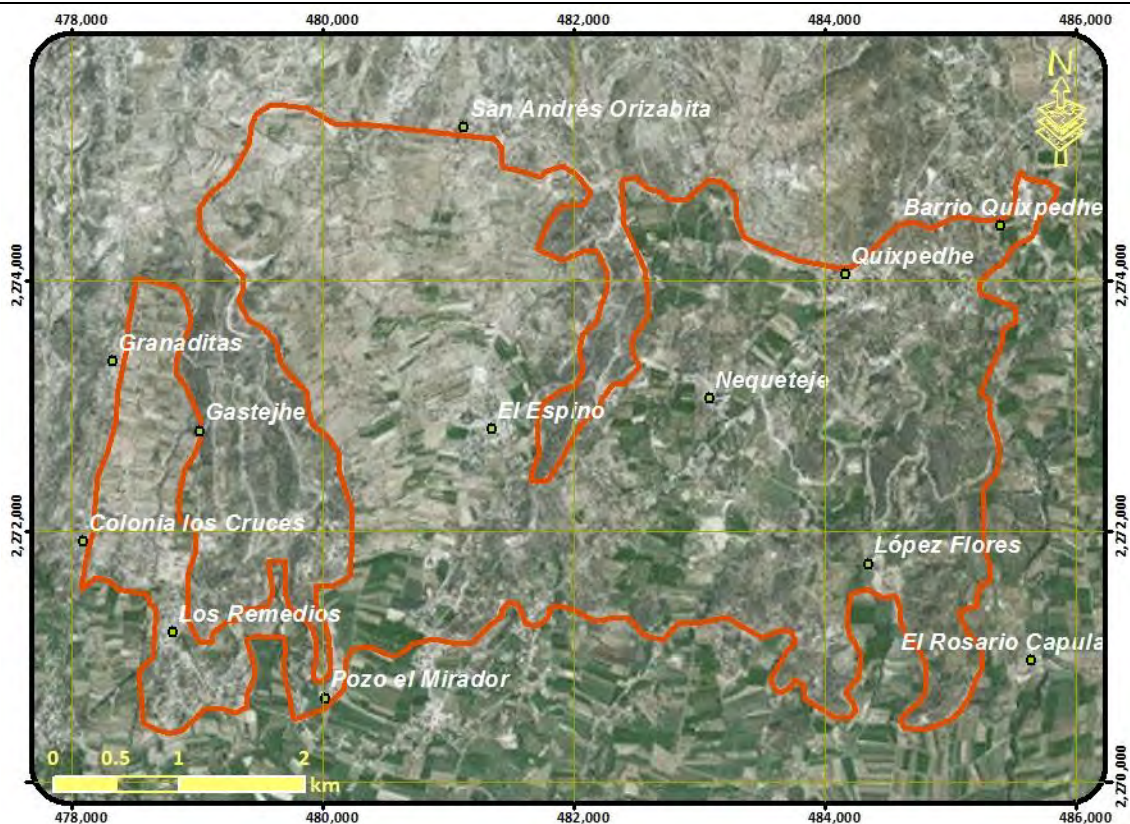 478,000 480,000 482,000 484,000 486,000
N
San Andrés Orizabita
Barrio Quixpedhe
Quixpedhe
2,274,000 2,274,000
Granaditas
Nequeteje
Gastejhe
El Espino
2,272,000 2,272,000
Colonia los Cruces
López Flores
Los Remedios
El Rosario Capula
Pozo el Mirador
0 0.5 1 2
km
2,270,000
478,000 480,000 482,000 484,000 486,000